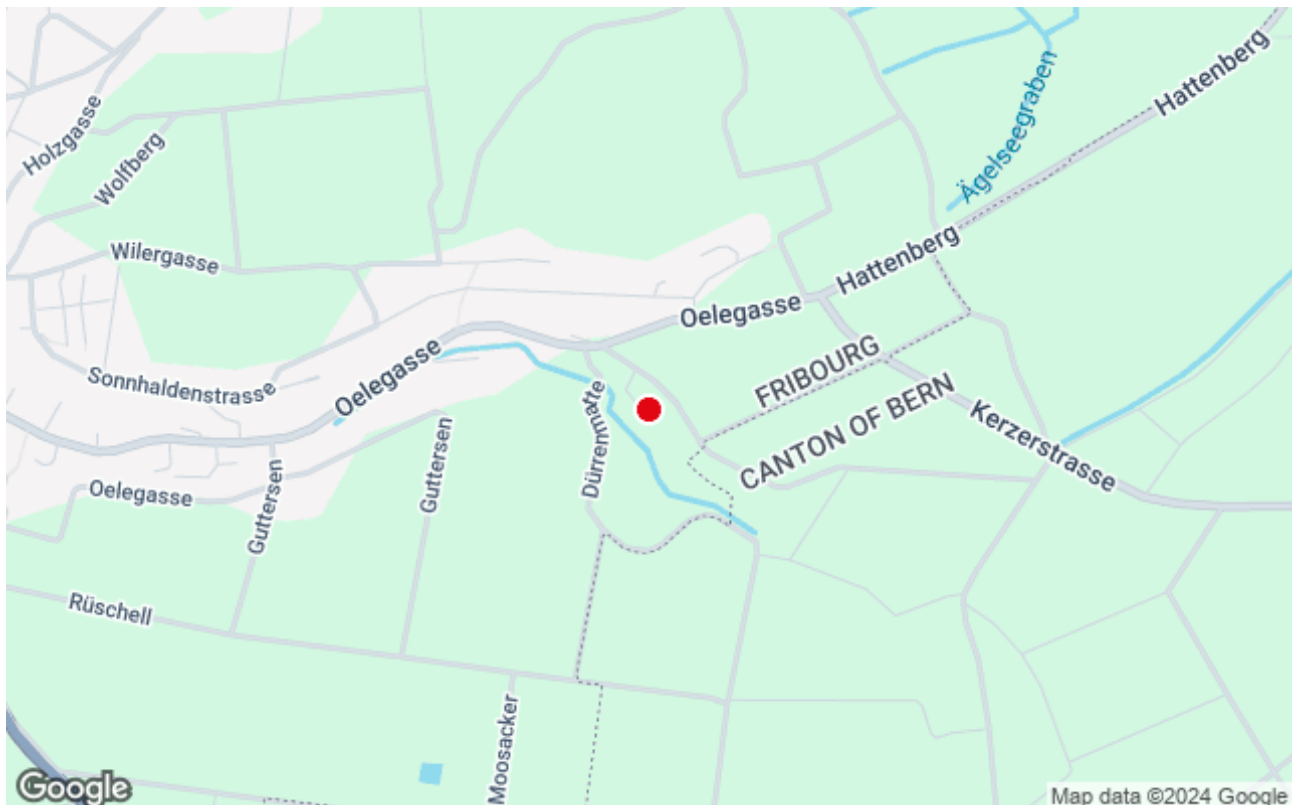 Hattenberg
Holzgasse
Wolfberg
Ägelseegraben
Wilergasse
Hattenberg
Oelegasse
Oelegasse
FRIBOURG
Sonnhaldenstrasse
CANTON OF BERN
Kerzerstrasse
Dürrenmatte
Guttersen
Oelegasse
Guttersen
Rüschell
Moosacker
Google
Map data ©2024 Google